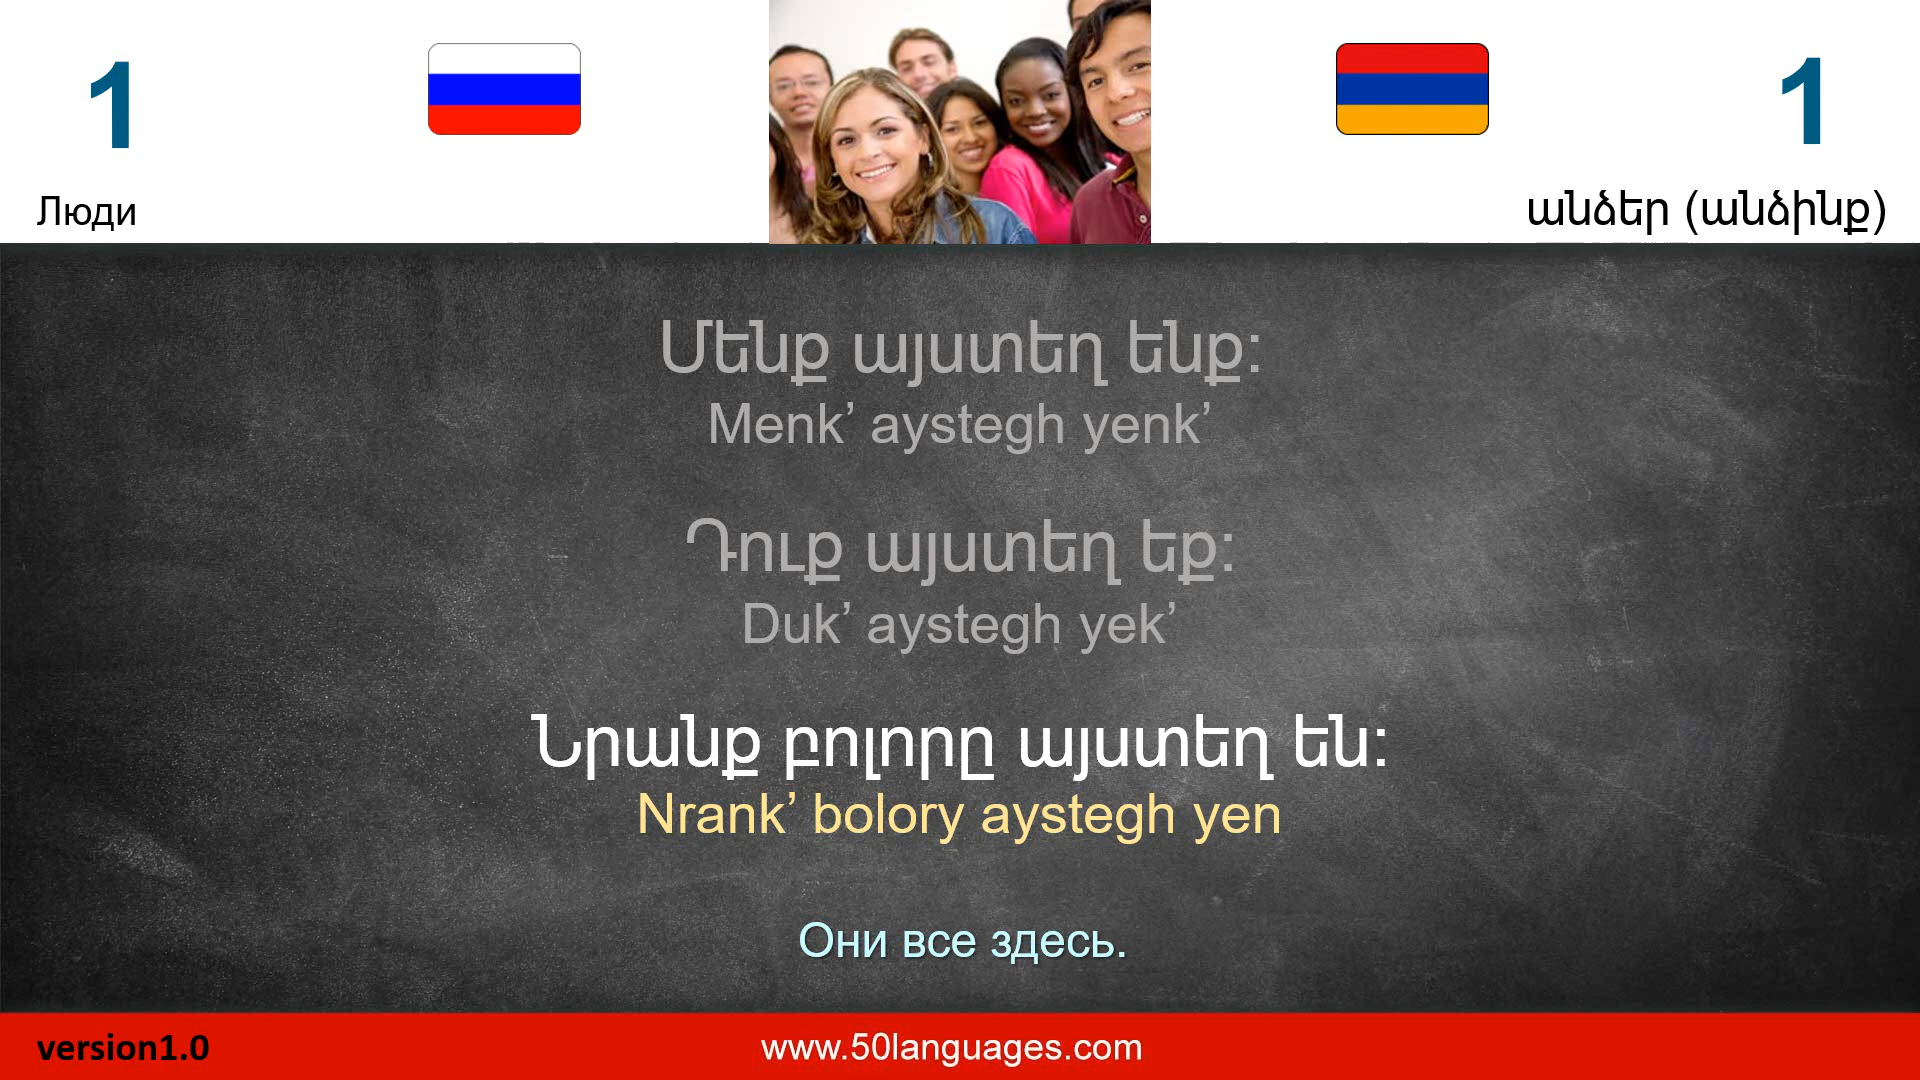 1
1
Люди
անձեր (անձինք)
Մենք այստեղ ենք:
Menk’ aystegh yenk’
Դուք այստեղ եք:
Duk’ aystegh yek’
Նրանք բոլորը այստեղ են:
Nrank’ bolory aystegh yen
Они все здесь.
version1.0
www.50languages.com